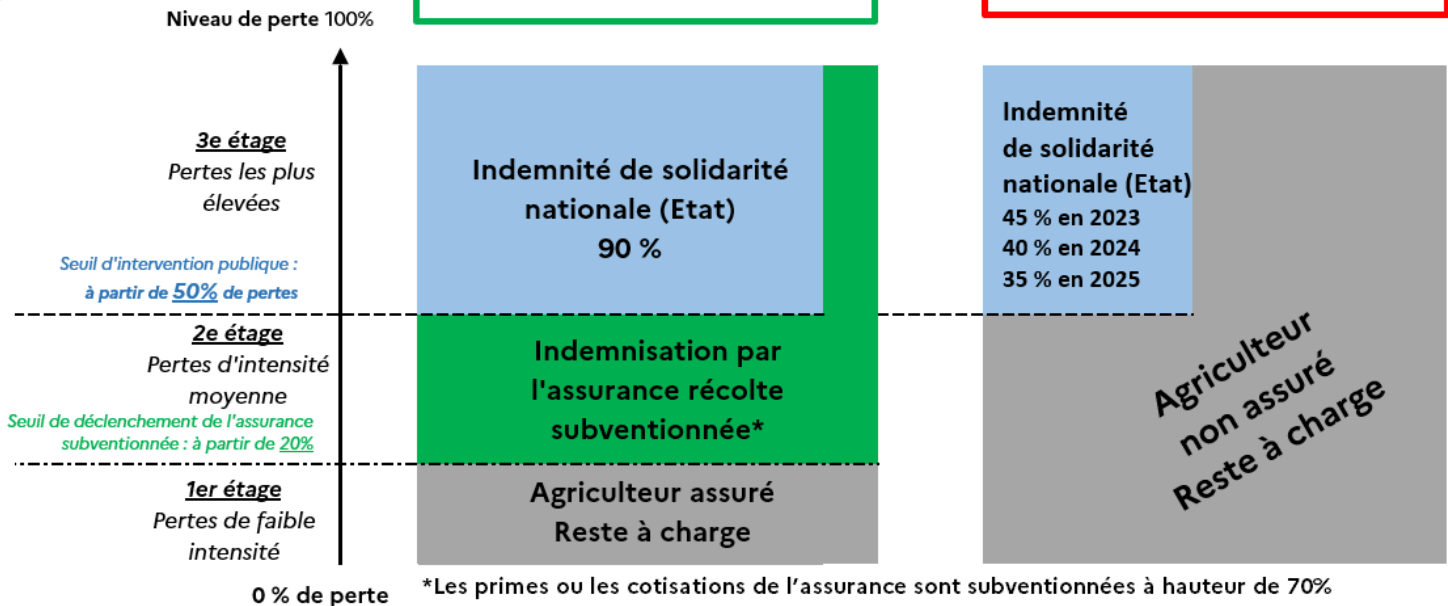 Niveau de perte 100%
3e étage
Pertes les plus
élevées
Seuil d'intervention publique :
à partir de 50% de pertes
2e étage
Pertes d'intensité
moyenne
Seuil de déclenchement de l'assurance
subventionnée : à partir de 20%
1er étage
Pertes de faible
intensité
0 % de perte
Indemnité de solidarité
nationale (Etat)
90 %
Indemnisation par
l'assurance récolte
subventionnée*
Agriculteur assuré
Reste à charge
Indemnité
de solidarité
nationale (Etat)
45 % en 2023
40 % en 2024
35 % en 2025
Agriculteur
non assuré
Reste à charge
*Les primes ou les cotisations de l’assurance sont subventionnées à hauteur de 70%